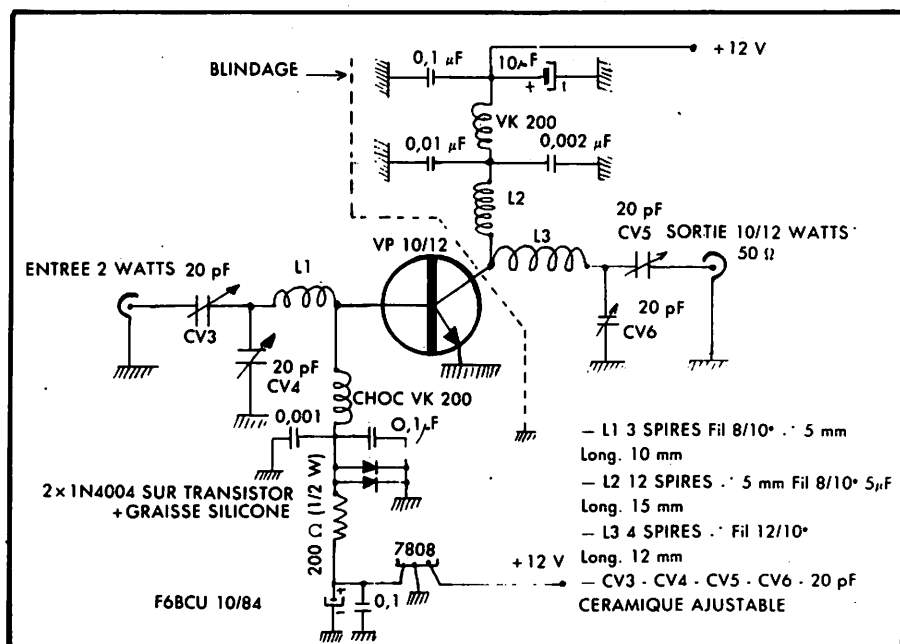 +12 V
0,1 µF
10µF
+
BLINDAGE
VK 200
0,01 µF
0,002 µF
L2
20 pF
CV5
SORTIE 10/12 WATTS
50 Ω
L3
VP 10/12
ENTREE 2 WATTS
20 pF
CV3
L1
20 pF
CV6
20 pF
CV4
CHOC VK 200
0,001
0,1µF
2×1N4004 SUR TRANSISTOR
+GRAISSE SILICONE
200 Ω (1/2 W)
7808
+12 V
+
-
0,1
F6BCU 10/84
– L1 3 SPIRES Fil 8/10° 5 mm
Long. 10 mm
– L2 12 SPIRES 5 mm Fil 8/10° 5µF
Long. 15 mm
– L3 4 SPIRES Fil 12/10°
Long. 12 mm
– CV3 - CV4 - CV5 - CV6 - 20 pF
CERAMIQUE AJUSTABLE